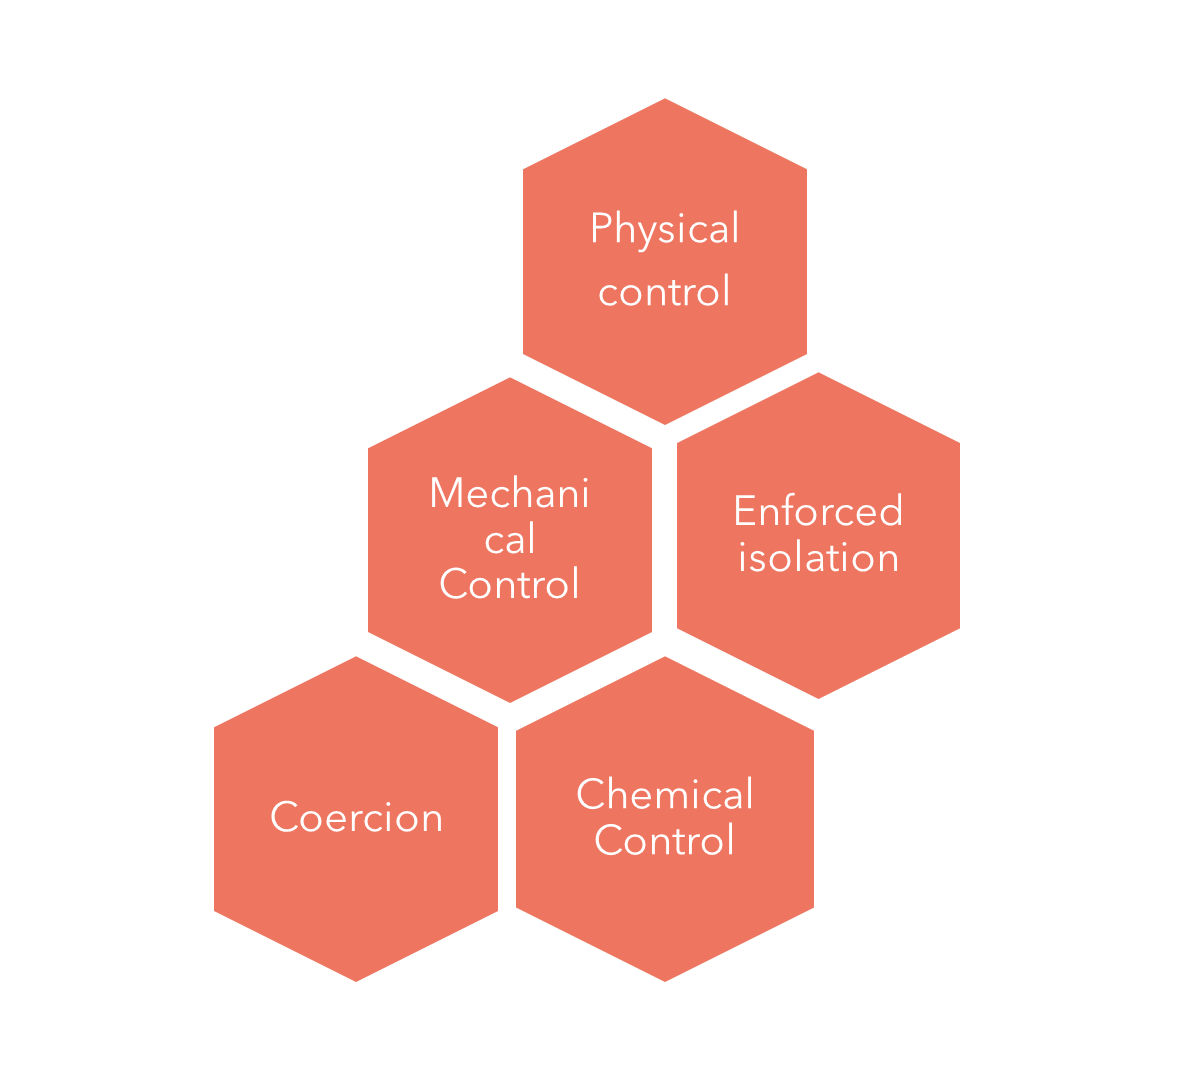 Physical
control
Mechani
cal
Control
Enforced
isolation
Coercion
Chemical
Control